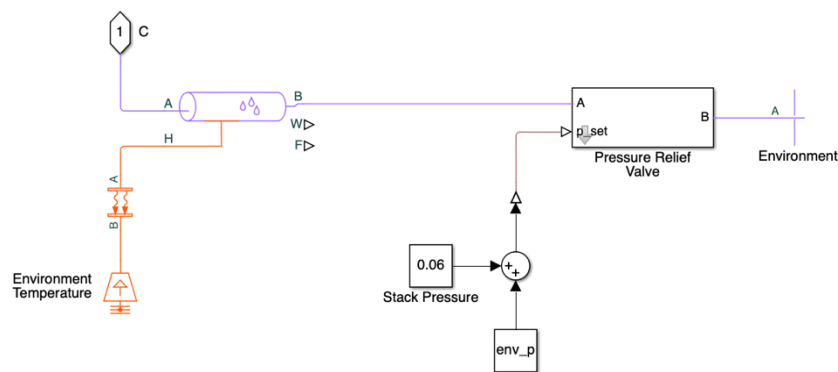 1
C
A
B
W
F
H
A
B
Environment
Temperature
A
p_set
B
Pressure Relief
Valve
A
Environment
0.06
Stack Pressure
++
env_p